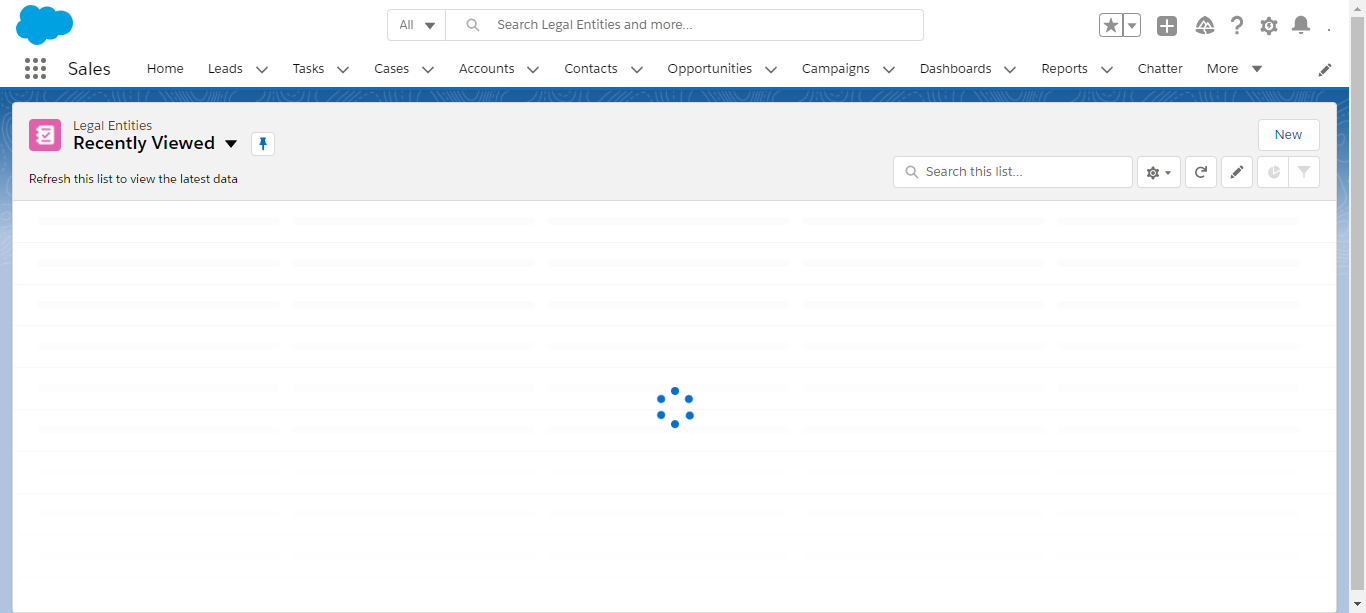 All
Search Legal Entities and more...
Sales
Home
Leads
Tasks
Cases
Accounts
Contacts
Opportunities
Campaigns
Dashboards
Reports
Chatter
More
Legal Entities
Recently Viewed
New
Refresh this list to view the latest data
Search this list...